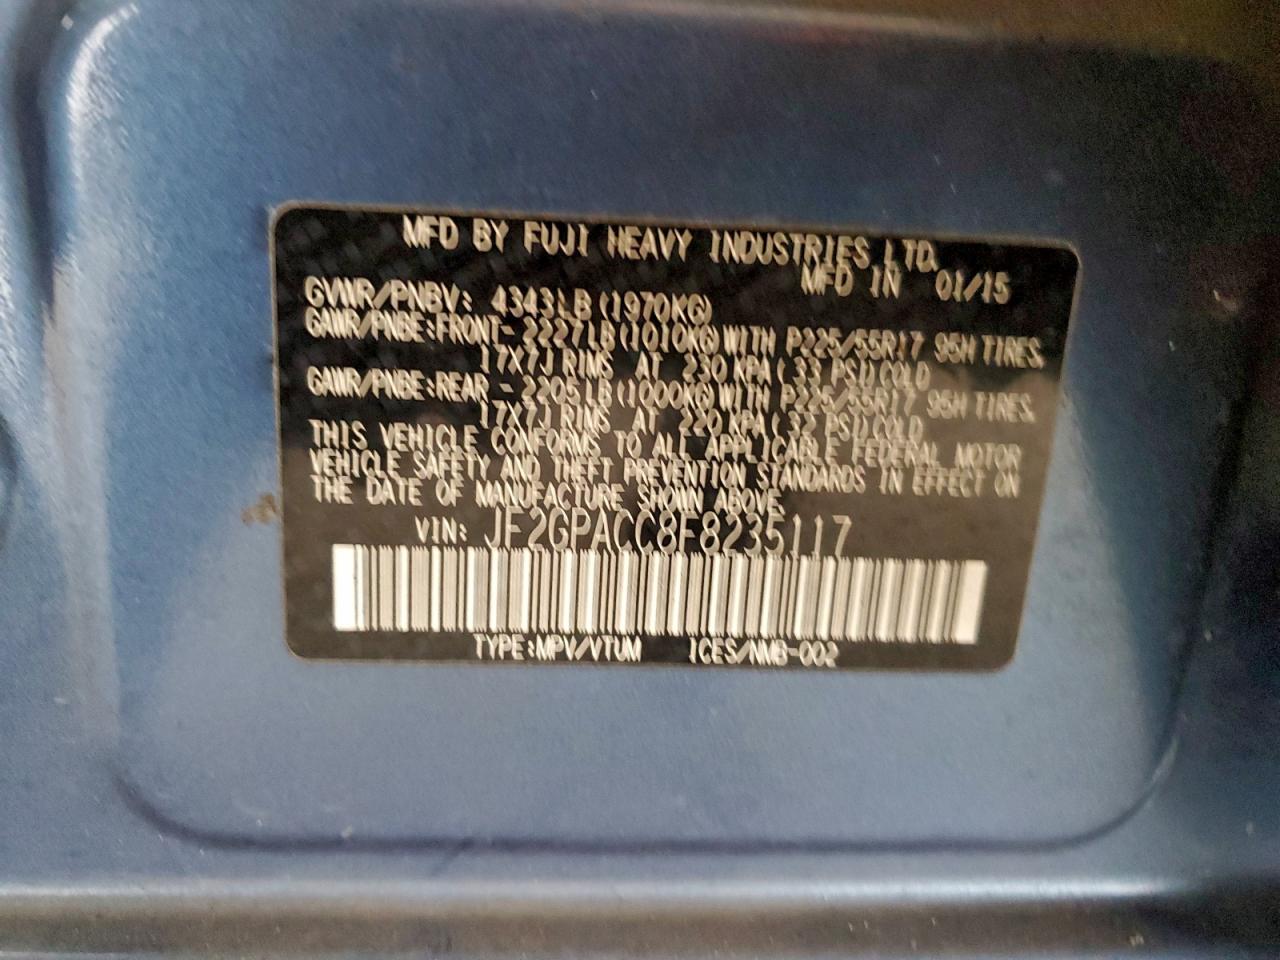 MFD BY FUJI HEAVY INDUSTRIES LTD.
MFD IN 01/15
GVWR/PNBV: 4343LB(1970KG)
GAWR/PNBE:FRONT-2227LB(1010KG)WITH P225/55R17 95H TIRES,
17X7J RIMS AT 230 KPA(33 PSI)COLD
GAWR/PNBE:REAR -2205LB(1000KG)WITH P225/55R17 95H TIRES,
17X7J RIMS AT 220 KPA(32 PSI)COLD
THIS VEHICLE CONFORMS TO ALL APPLICABLE FEDERAL MOTOR
VEHICLE SAFETY AND THEFT PREVENTION STANDARDS IN EFFECT ON
THE DATE OF MANUFACTURE SHOWN ABOVE.
VIN: JF2GPACC8F8235117
TYPE:MPV/VTUM ICES/NMB-002